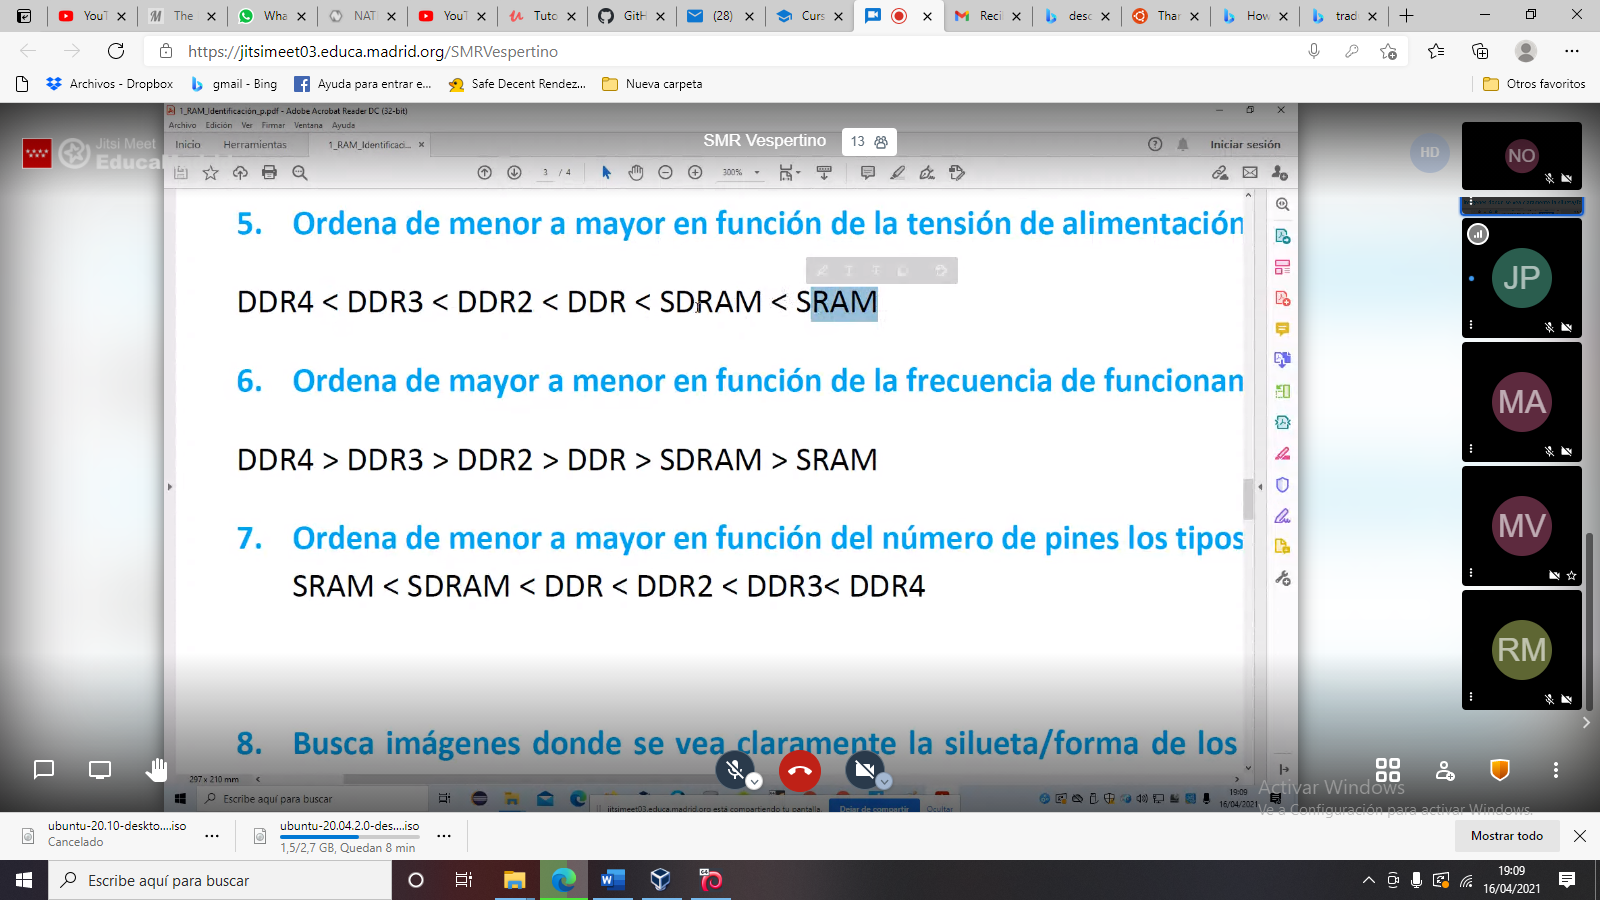 YouT
The
Wha
NAT
YouT
Tuto
GitH
(28)
Curs
Reci
desc
Thar
How
trad
https://jitsimeet03.educa.madrid.org/SMRVespertino
Archivos - Dropbox
gmail - Bing
Ayuda para entrar e...
Safe Decent Rendez...
Nueva carpeta
Otros favoritos
1_RAM_Identificación_p.pdf - Adobe Acrobat Reader DC (32-bit)
Archivo Edición Ver Firmar Ventana Ayuda
Jitsi Meet
Educa
SMR Vespertino
13
Inicio Herramientas 1_RAM_Identificaci... Iniciar sesión
3 / 4
300%
HD
NO
5. Ordena de menor a mayor en función de la tensión de alimentación
DDR4 < DDR3 < DDR2 < DDR < SDRAM < SRAM
6. Ordena de mayor a menor en función de la frecuencia de funcionan
DDR4 > DDR3 > DDR2 > DDR > SDRAM > SRAM
7. Ordena de menor a mayor en función del número de pines los tipos
SRAM < SDRAM < DDR < DDR2 < DDR3< DDR4
8. Busca imágenes donde se vea claramente la silueta/forma de los
JP
MA
MV
RM
297 x 210 mm
Escribe aquí para buscar
jitsimeet03.educa.madrid.org está compartiendo tu pantalla.
Dejar de compartir
Ocultar
19:09
16/04/2021
Activar Windows
Ve a Configuración para activar Windows.
ubuntu-20.10-deskto....iso
Cancelado
ubuntu-20.04.2.0-des....iso
1,5/2,7 GB, Quedan 8 min
Mostrar todo
Escribe aquí para buscar
19:09
16/04/2021